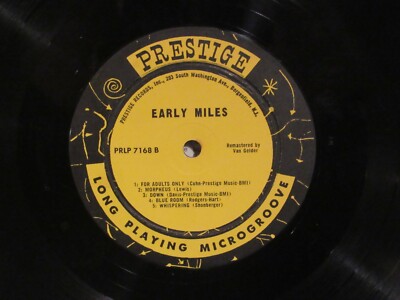 PRESTIGE
PRESTIGE RECORDS, Inc., 203 South Washington Ave., Bergenfield, N.J.
EARLY MILES
PRLP 7168 B
Remastered by
Van Gelder
1: FOR ADULTS ONLY (Cohn-Prestige Music-BMI)
2: MORPHEUS (Lewis)
3: DOWN (Davis-Prestige Music-BMI)
4: BLUE ROOM (Rodgers-Hart)
5: WHISPERING (Shonberger)
LONG PLAYING MICROGROOVE